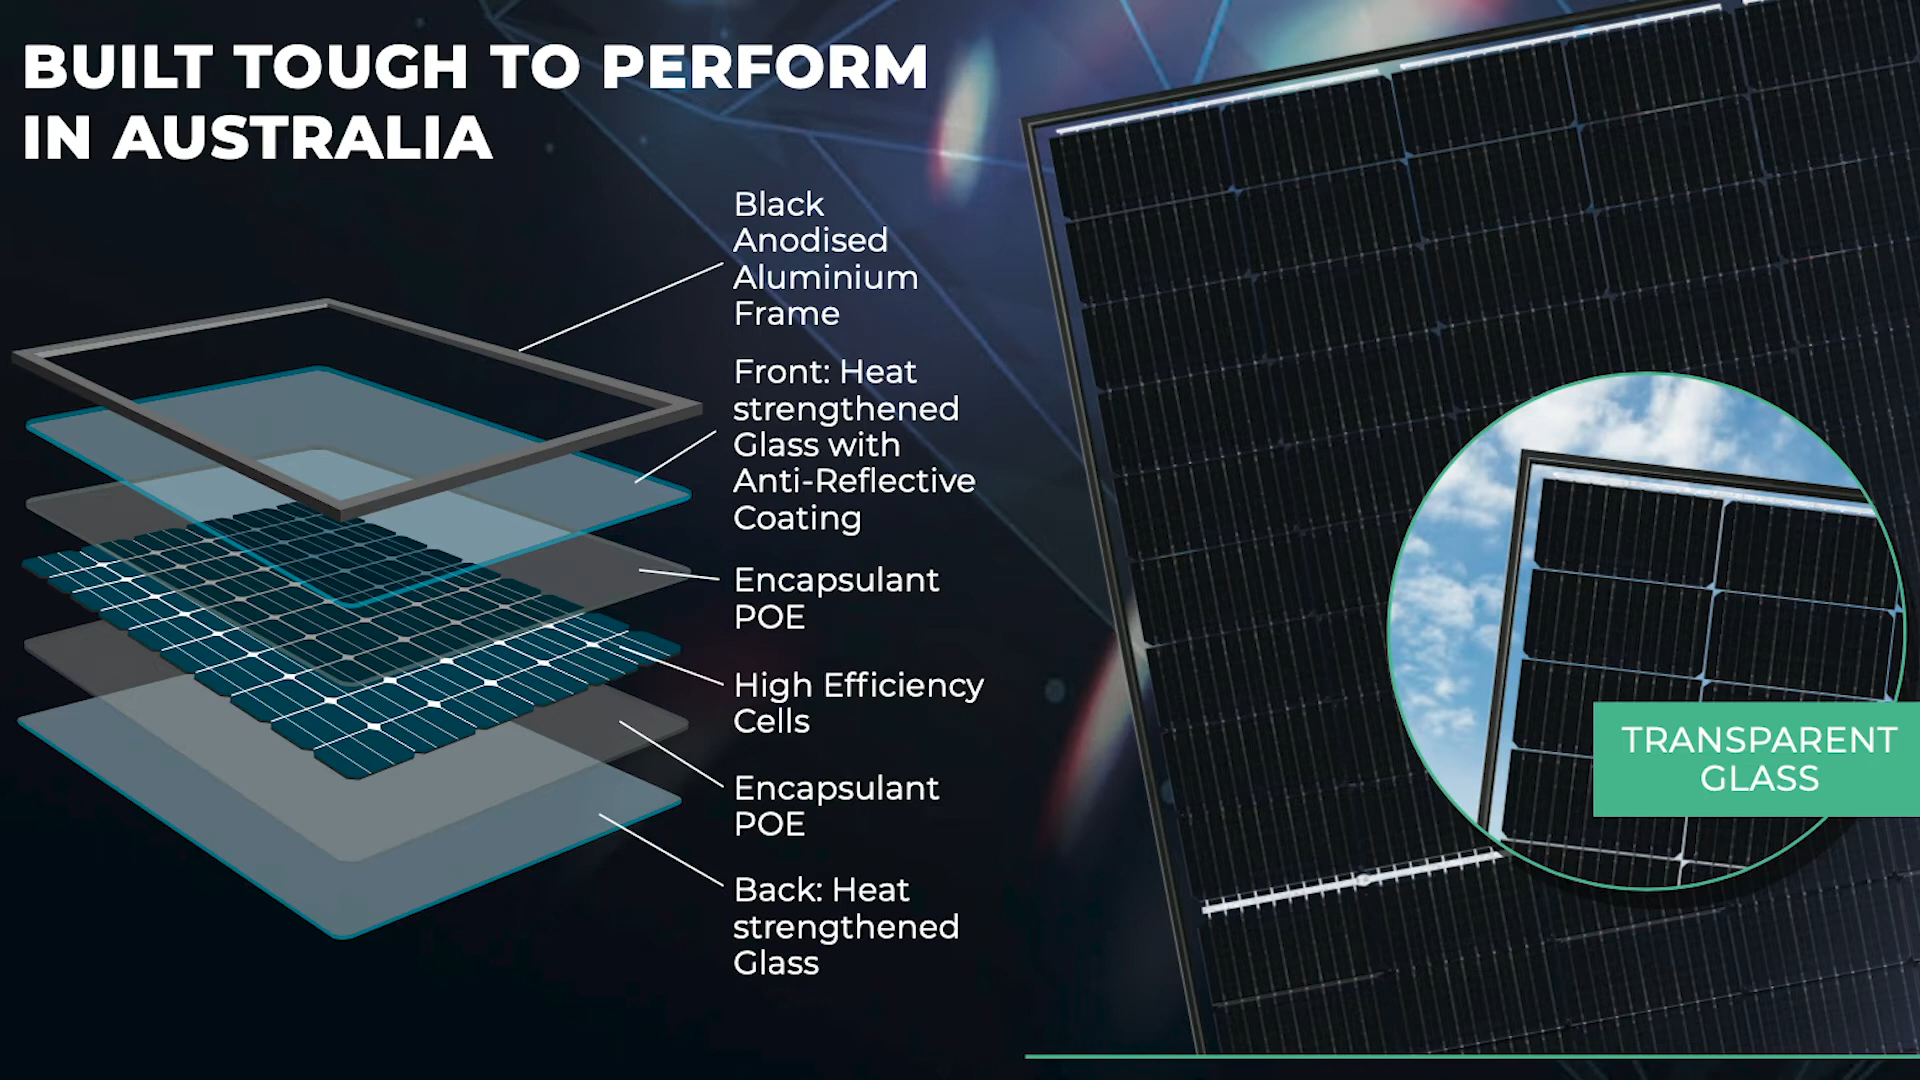 BUILT TOUGH TO PERFORM
IN AUSTRALIA
Black
Anodised
Aluminium
Frame
Front: Heat
strengthened
Glass with
Anti-Reflective
Coating
Encapsulant
POE
High Efficiency
Cells
Encapsulant
POE
Back: Heat
strengthened
Glass
TRANSPARENT
GLASS